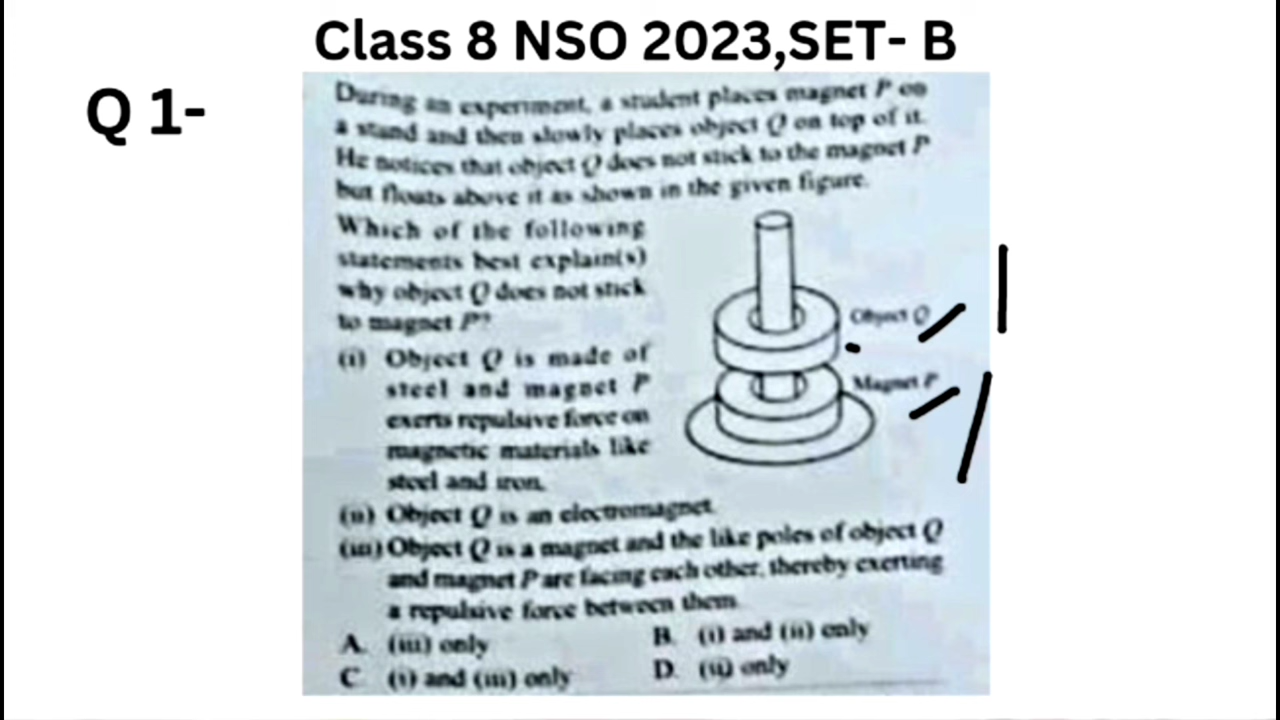 Class 8 NSO 2023,SET- B
Q 1-
During an experiment, a student places magnet P on
a stand and then slowly places object Q on top of it.
He notices that object Q does not stick to the magnet P
but floats above it as shown in the given figure.
Which of the following
statements best explain(s)
why object Q does not stick
to magnet P?
Object Q
Magnet P
(i) Object Q is made of
steel and magnet P
exerts repulsive force on
magnetic materials like
steel and iron.
(ii) Object Q is an electromagnet.
(iii) Object Q is a magnet and the like poles of object Q
and magnet P are facing each other, thereby exerting
a repulsive force between them.
A. (iii) only
B. (i) and (ii) only
C. (i) and (iii) only
D. (ii) only